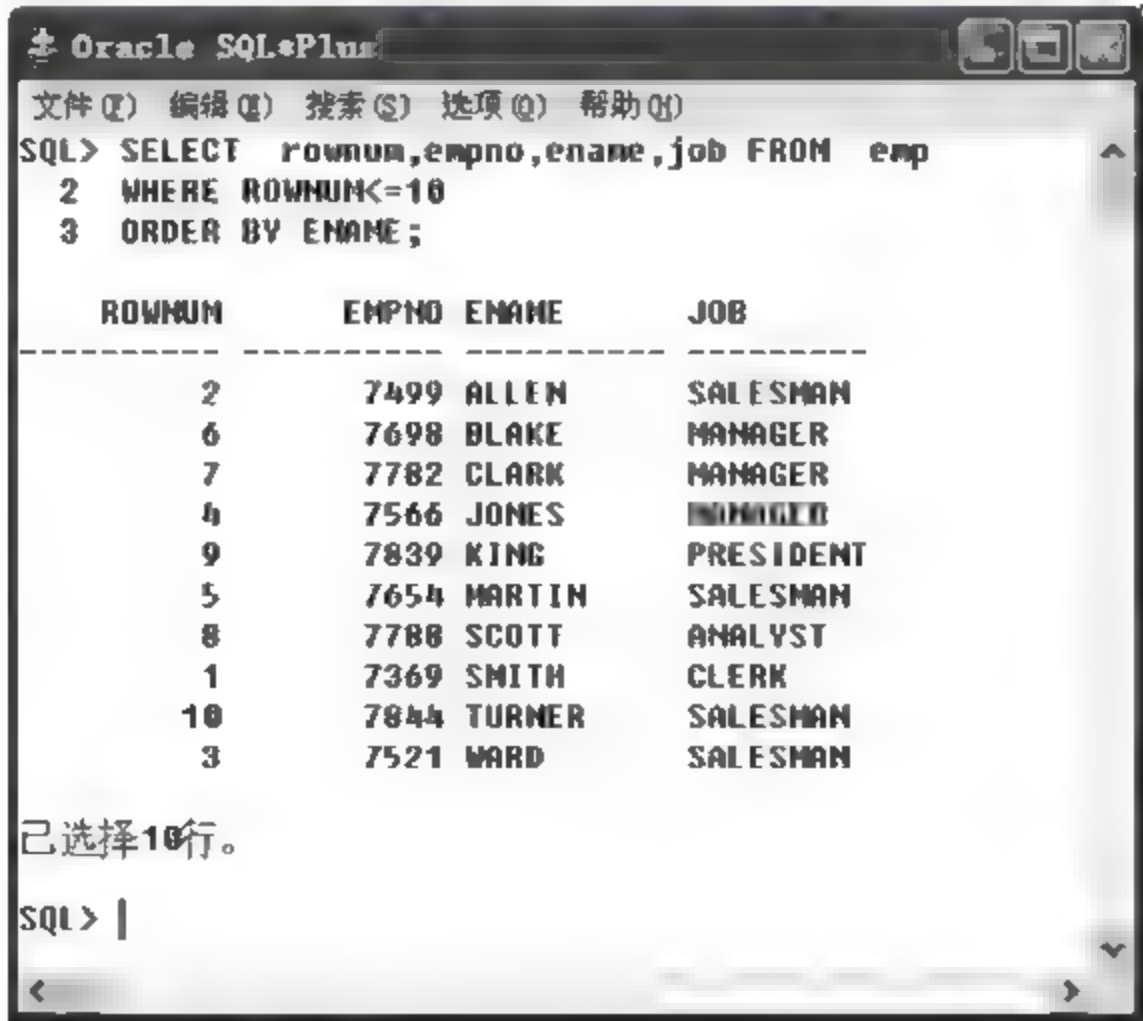 Oracle SQL*Plus
文件(F) 编辑(E) 搜索(S) 选项(O) 帮助(H)
SQL> SELECT rownum,empno,ename,job FROM emp
2 WHERE ROWNUM<=10
3 ORDER BY ENAME;
ROWNUM EMPNO ENAME JOB
---------- ---------- ---------- ---------
2 7499 ALLEN SALESMAN
6 7698 BLAKE MANAGER
7 7782 CLARK MANAGER
4 7566 JONES
9 7839 KING PRESIDENT
5 7654 MARTIN SALESMAN
8 7788 SCOTT ANALYST
1 7369 SMITH CLERK
10 7844 TURNER SALESMAN
3 7521 WARD SALESMAN
已选择10行。
SQL>